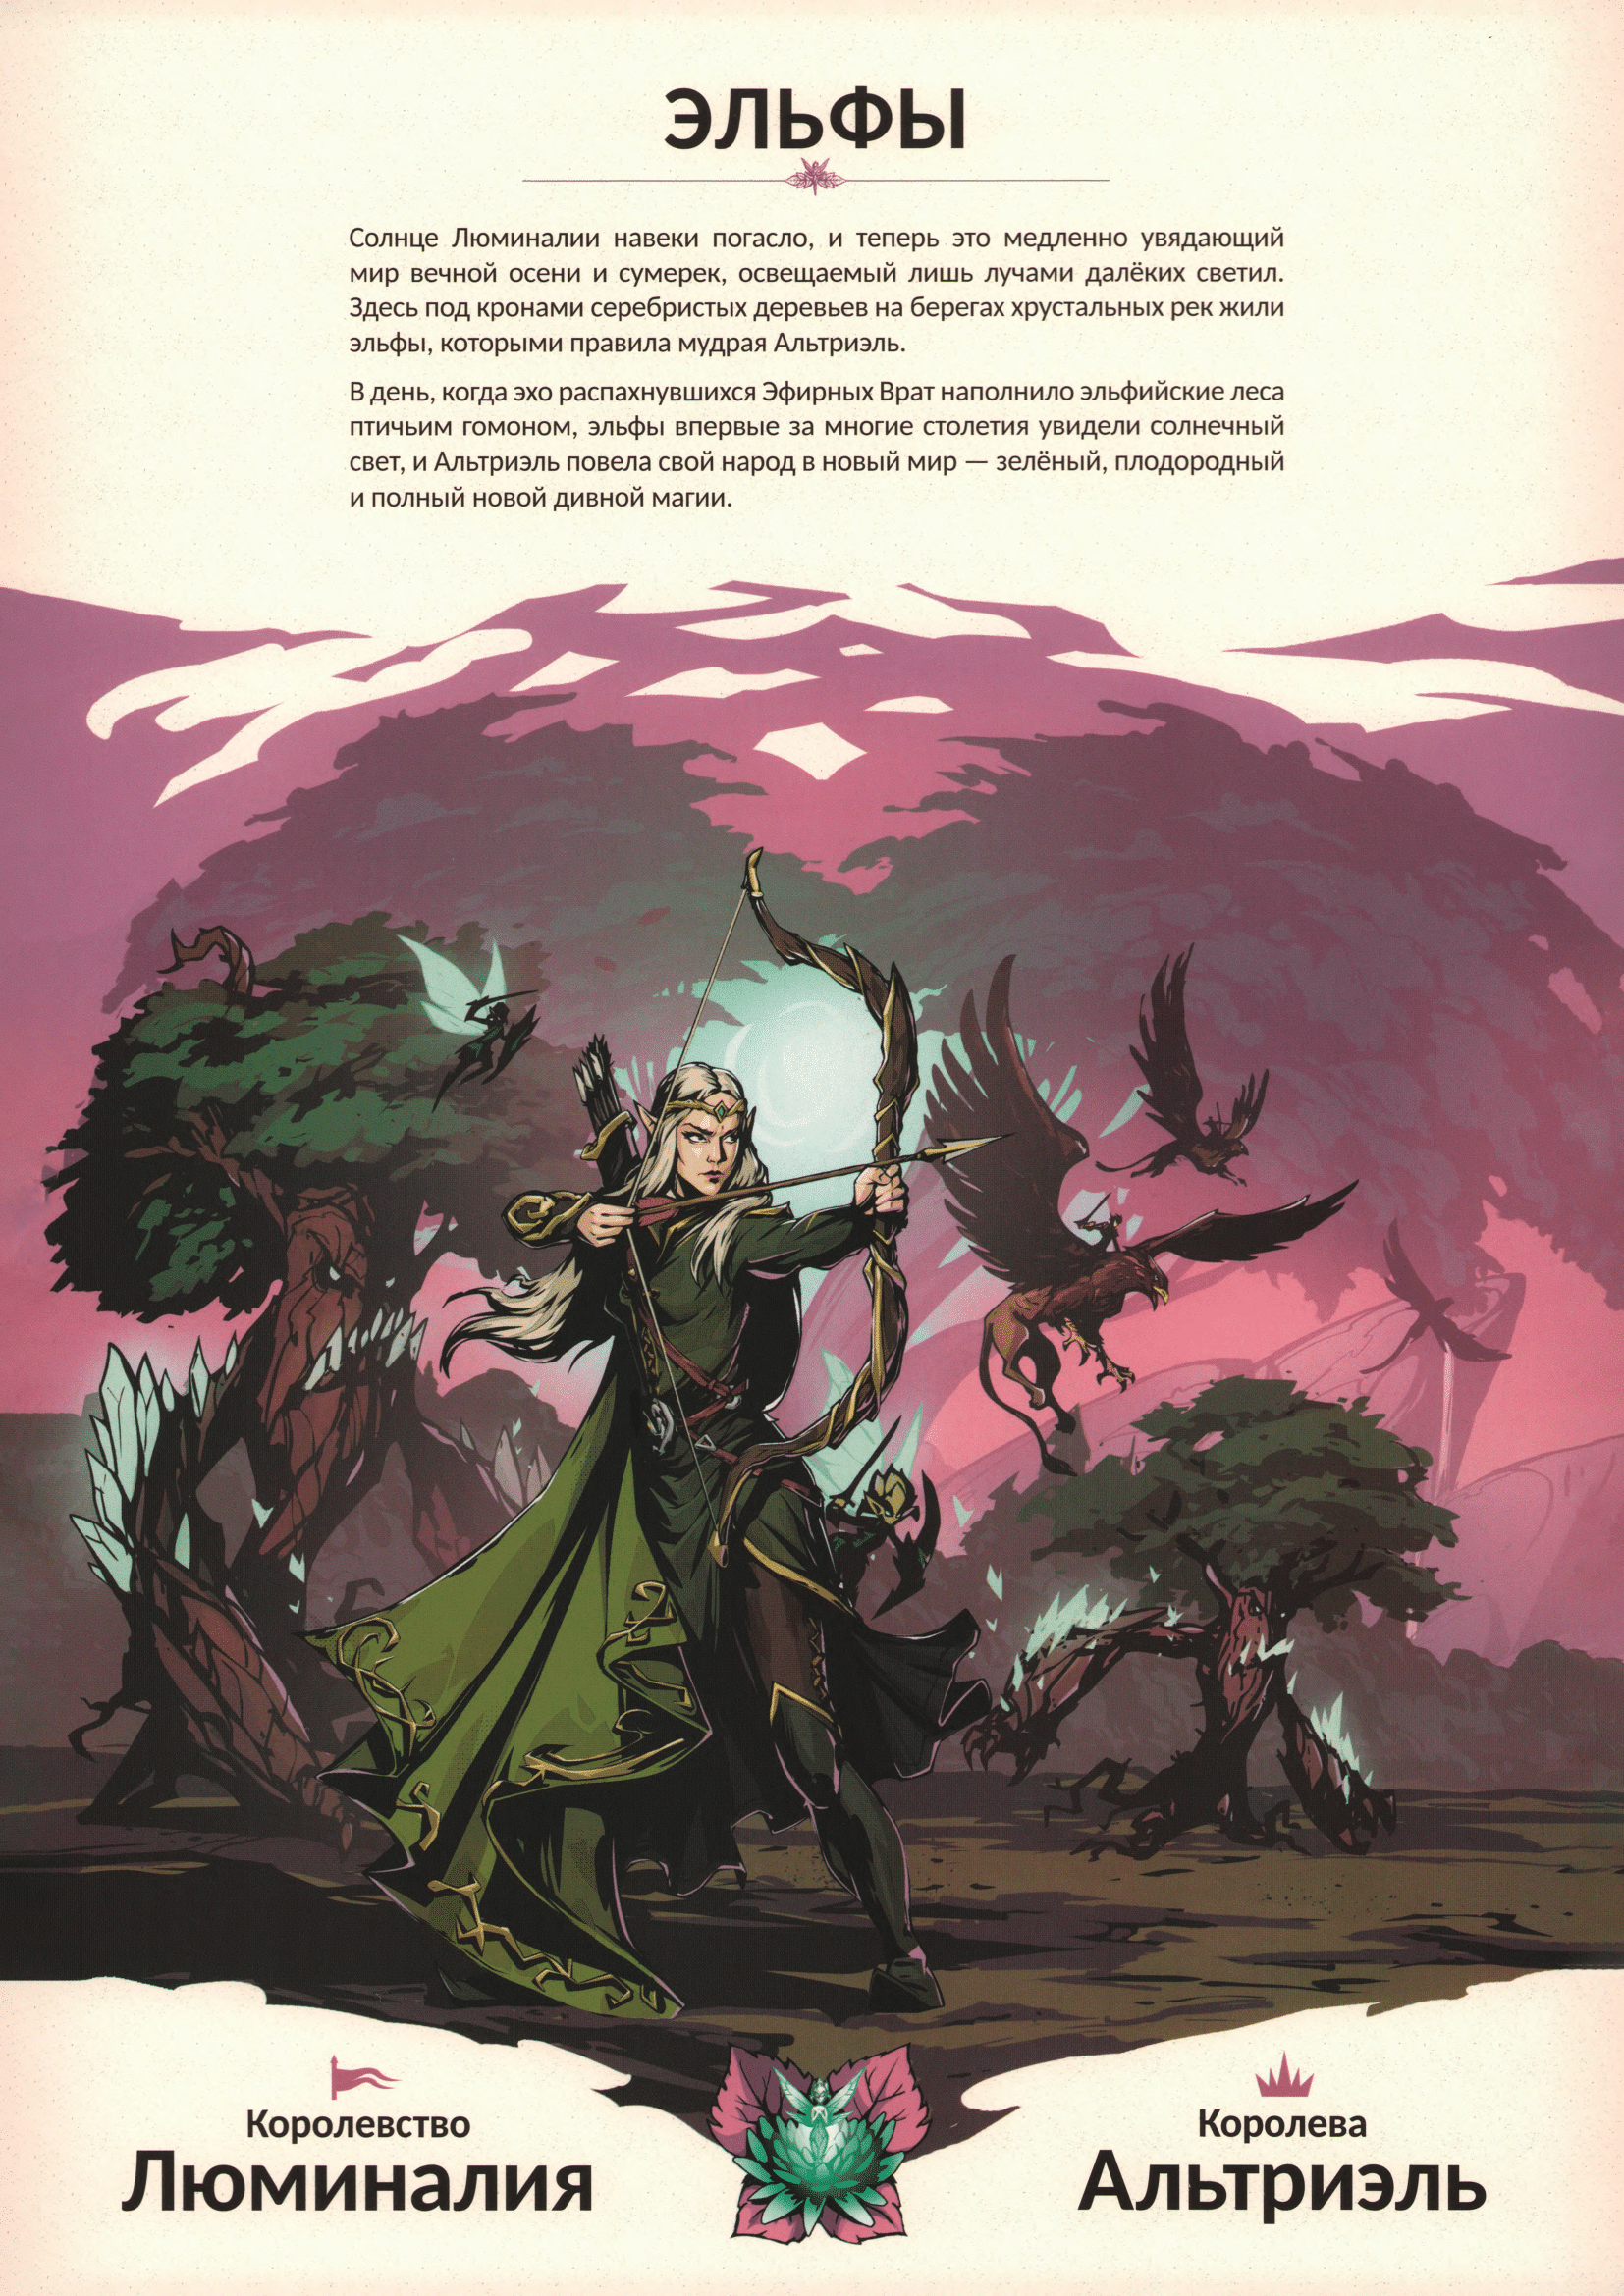 ЭЛЬФЫ
Солнце Люминалии навеки погасло, и теперь это медленно увядающий
мир вечной осени и сумерек, освещаемый лишь лучами далёких светил.
Здесь под кронами серебристых деревьев на берегах хрустальных рек жили
эльфы, которыми правила мудрая Альтриэль.
В день, когда эхо распахнувшихся Эфирных Врат наполнило эльфийские леса
птичьим гомоном, эльфы впервые за многие столетия увидели солнечный
свет, и Альтриэль повела свой народ в новый мир — зелёный, плодородный
и полный новой дивной магии.
Королевство
Люминалия
Королева
Альтриэль